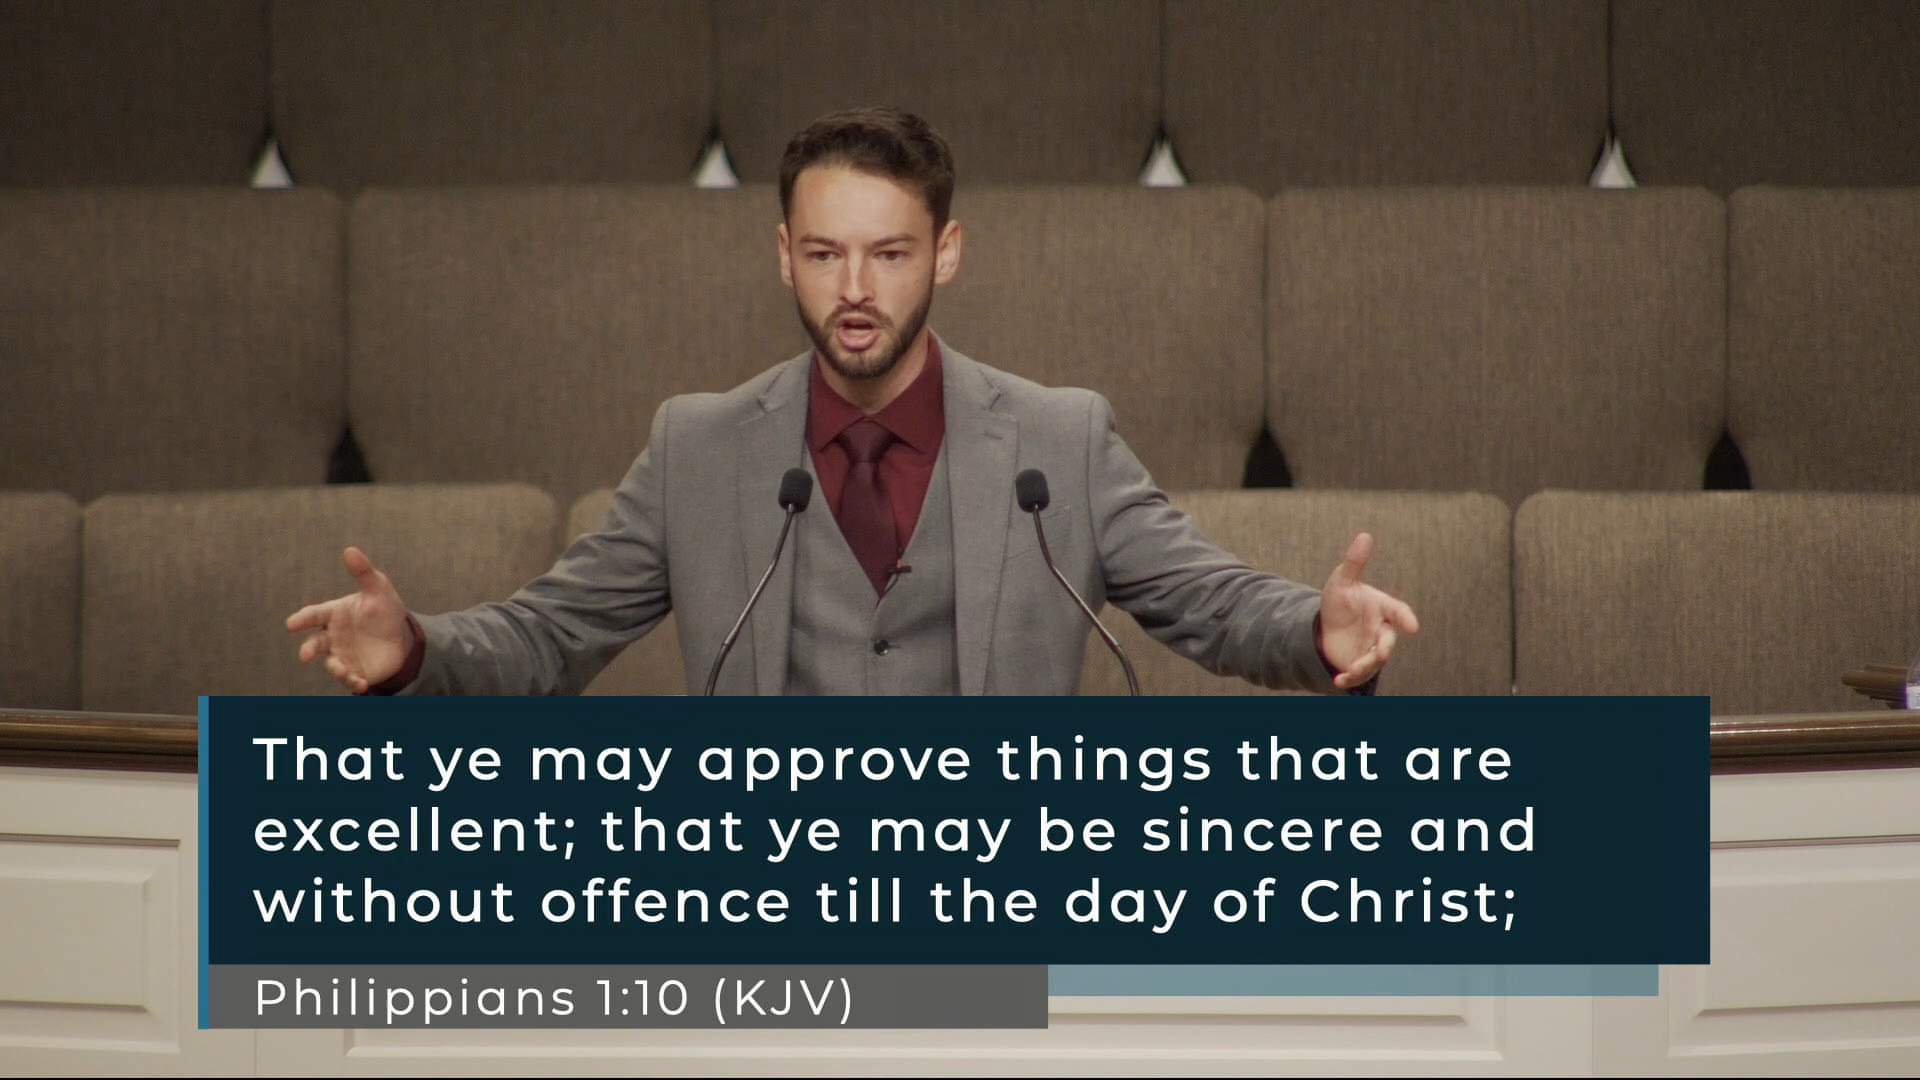 That ye may approve things that are
excellent; that ye may be sincere and
without offence till the day of Christ;
Philippians 1:10 (KJV)